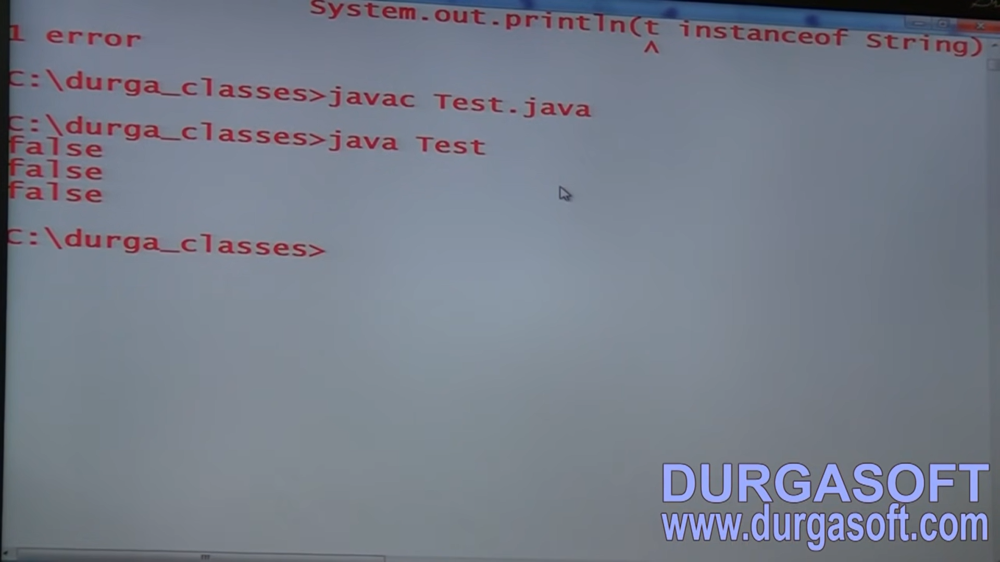 System.out.println(t instanceof String)
^
1 error
C:\durga_classes>javac Test.java
C:\durga_classes>java Test
false
false
false
C:\durga_classes>
DURGASOFT
www.durgasoft.com